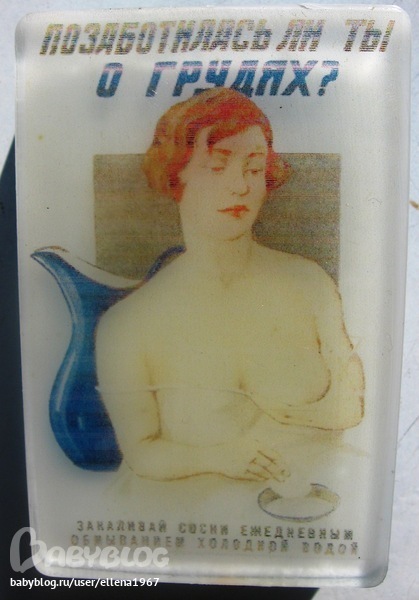 ПОЗАБОТИЛАСЬ ЛИ ТЫ
О ГРУДЯХ?
ЗАКАЛИВАЙ СОСКИ ЕЖЕДНЕВНЫМ
ОБМЫВАНИЕМ ХОЛОДНОЙ ВОДОЙ
BABYBLOG
babyblog.ru/user/ellena1967